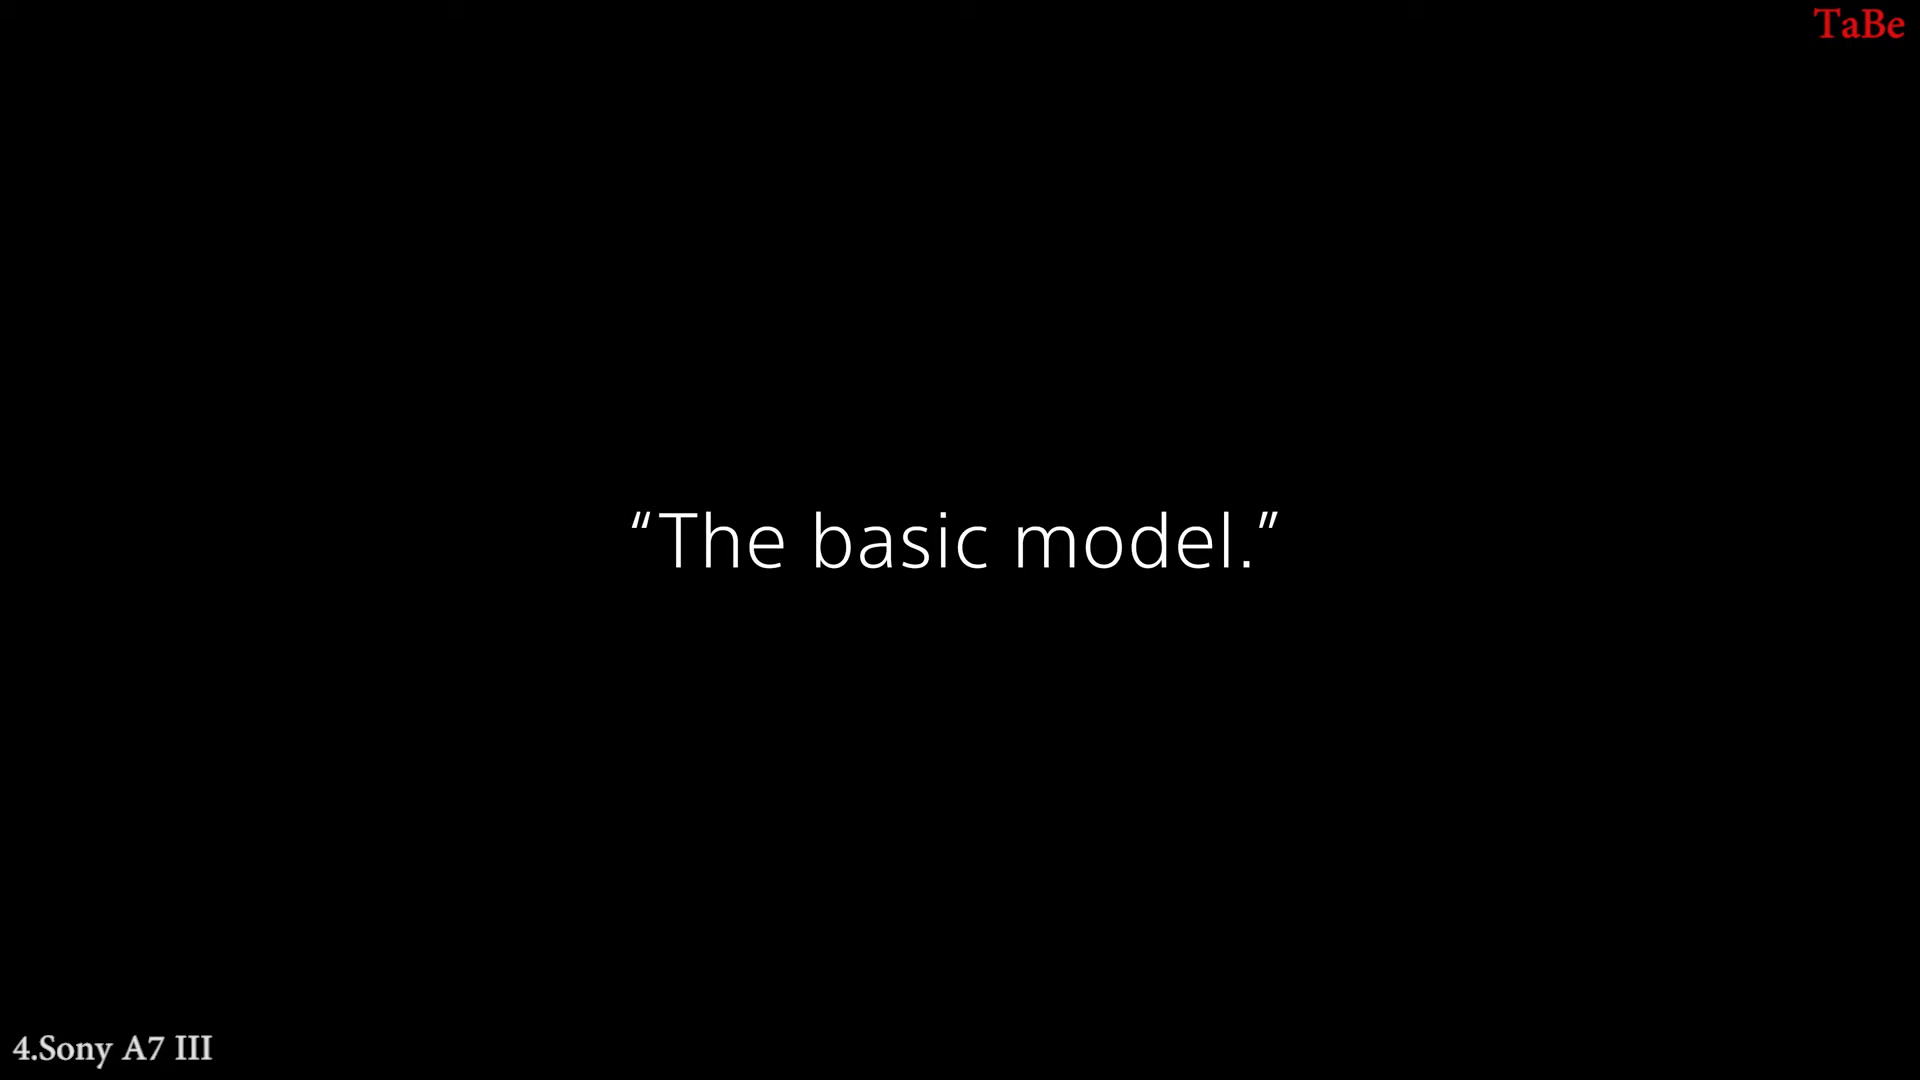 TaBe
“The basic model.”
4.Sony A7 III